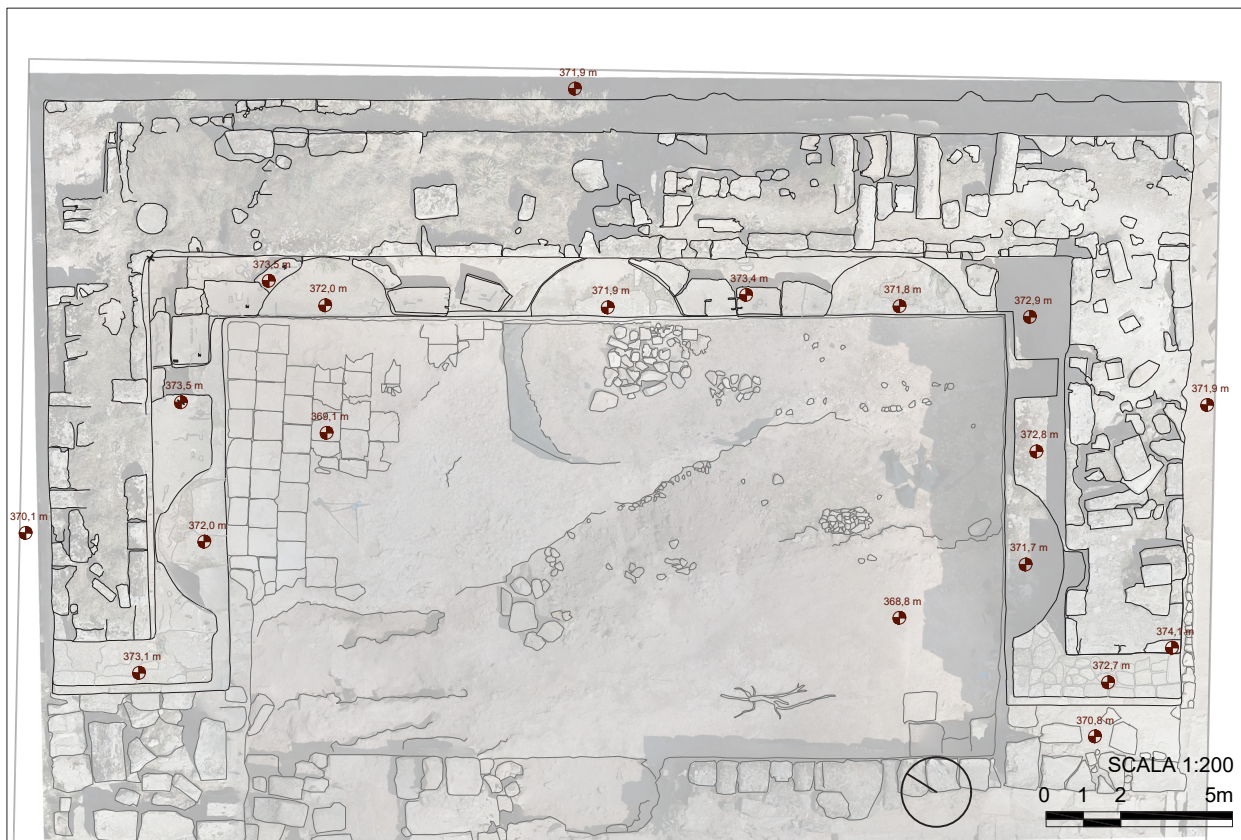 371,9 m
373,5 m
372,0 m
371,9 m
373,4 m
371,8 m
372,9 m
373,5 m
369,1 m
371,9 m
372,8 m
370,1 m
372,0 m
371,7 m
368,8 m
374,1 m
373,1 m
372,7 m
370,8 m
SCALA 1:200
0 1 2 5m